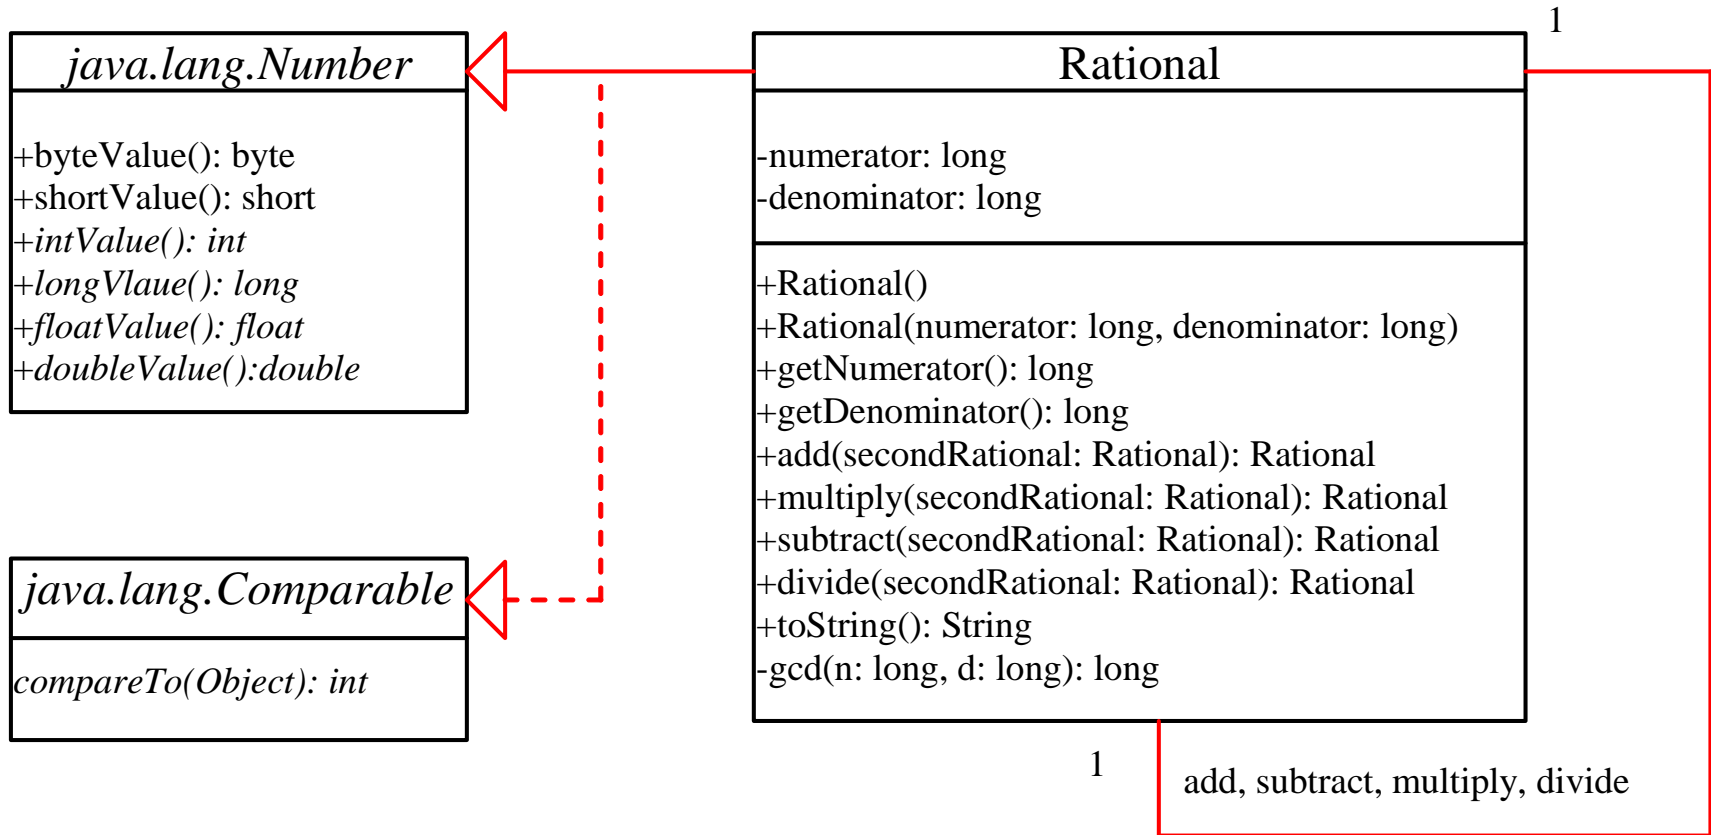 java.lang.Number
+byteValue(): byte
+shortValue(): short
+intValue(): int
+longVlaue(): long
+floatValue(): float
+doubleValue():double
java.lang.Comparable
compareTo(Object): int
1
Rational
-numerator: long
-denominator: long
+Rational()
+Rational(numerator: long, denominator: long)
+getNumerator(): long
+getDenominator(): long
+add(secondRational: Rational): Rational
+multiply(secondRational: Rational): Rational
+subtract(secondRational: Rational): Rational
+divide(secondRational: Rational): Rational
+toString(): String
-gcd(n: long, d: long): long
1
add, subtract, multiply, divide